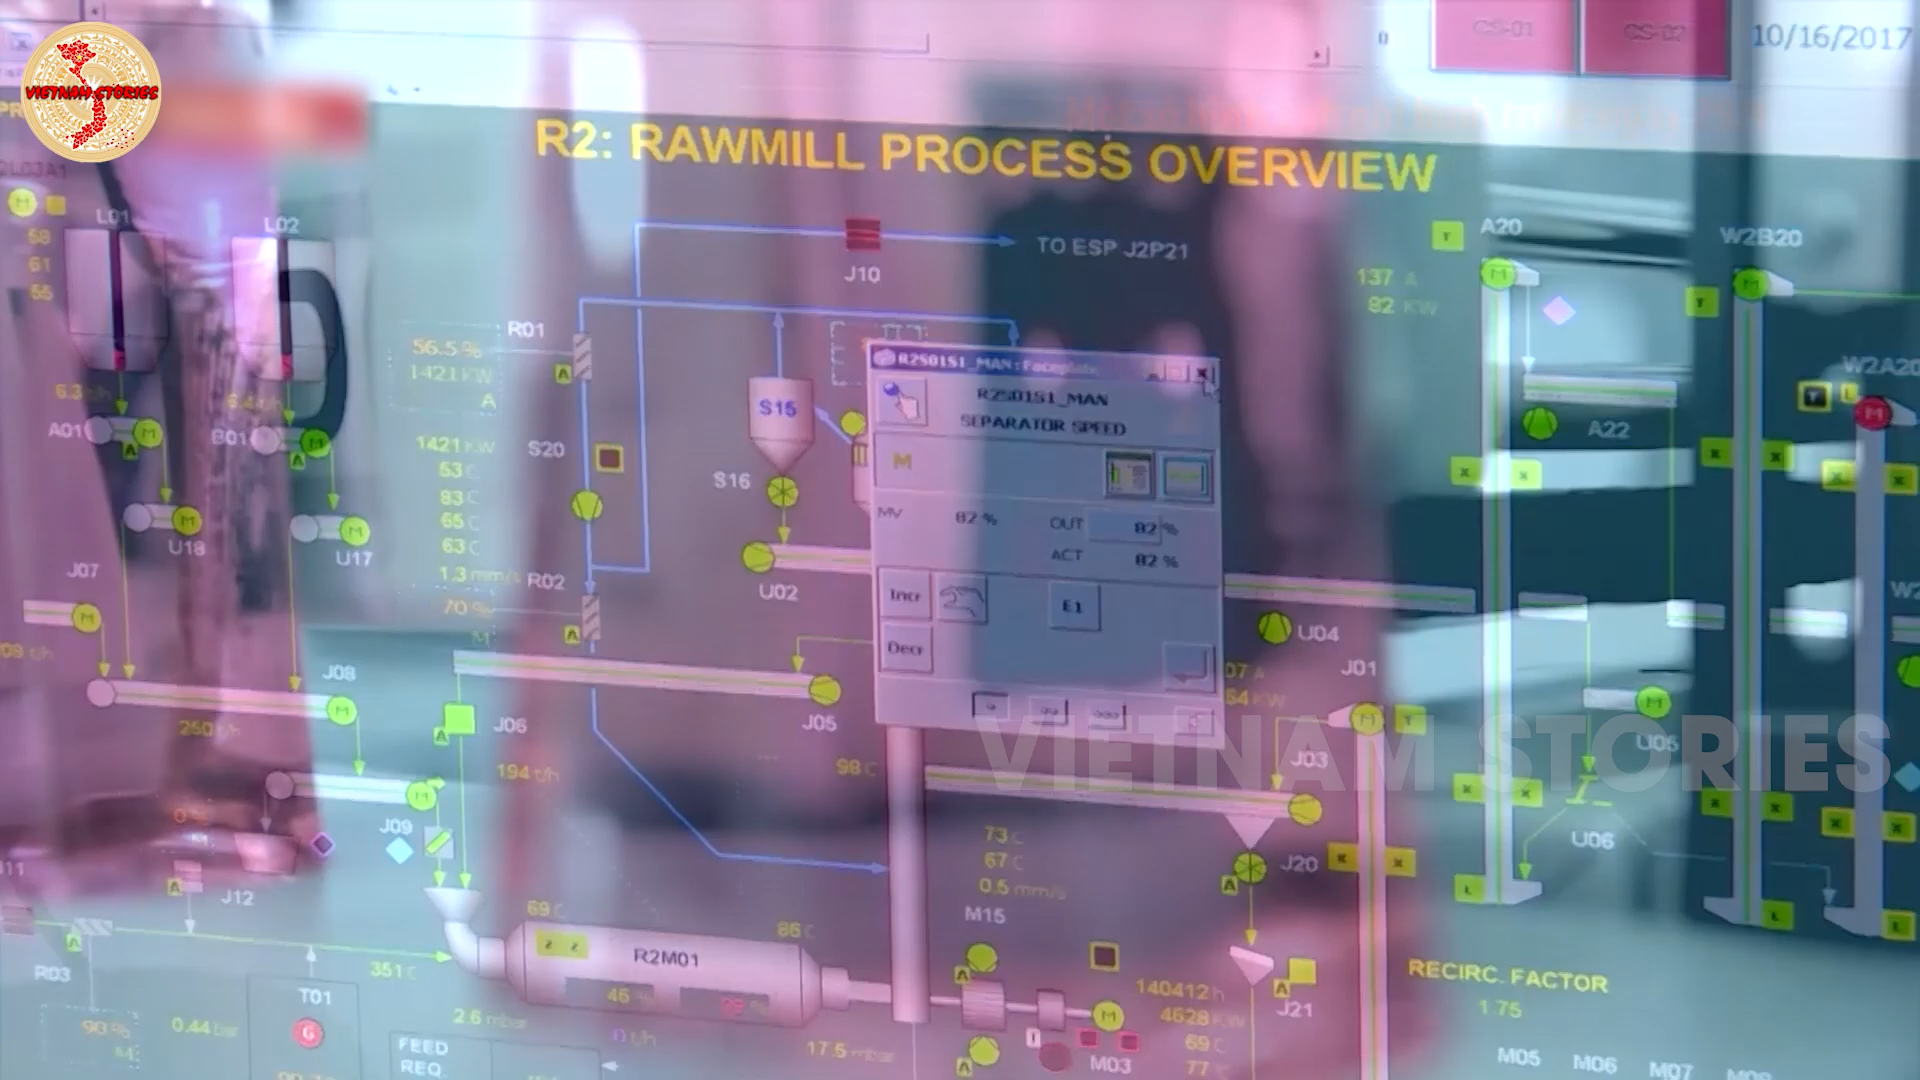 VIETNAM STORIES
CS-01
CS-02
10/16/2017
R2: RAWMILL PROCESS OVERVIEW
L01
L02
58
61
55
J10
TO ESP J2P21
A20
W2B20
137 A
82 KW
R01
56.5 %
1421 KW
A
A
R2S01S1_MAN : Faceplate
R2S01S1_MAN
SEPARATOR SPEED
M
MV 82 %
OUT 82 %
ACT 82 %
Incr
E1
Decr
S15
S16
S20
W2A20
A22
A01
B01
1421 KW
53 C
83 C
65 C
63 C
1.3 mm/s
R02
70 %
M
U18
U17
U02
J07
U04
J01
J08
250 t/h
J06
J05
194 t/h
98 C
J03
U05
VIETNAM STORIES
J09
J12
73 C
67 C
0.5 mm/s
M15
J20
U06
69 C
86 C
R2M01
46
R03
351 C
T01
G
90 %
M
0.44 bar
2.6 mbar
FEED
REQ.
17.5 mbar
140412 h
4628 KW
69 C
77 C
M03
J21
RECIRC. FACTOR
1.75
M05
M06
M07